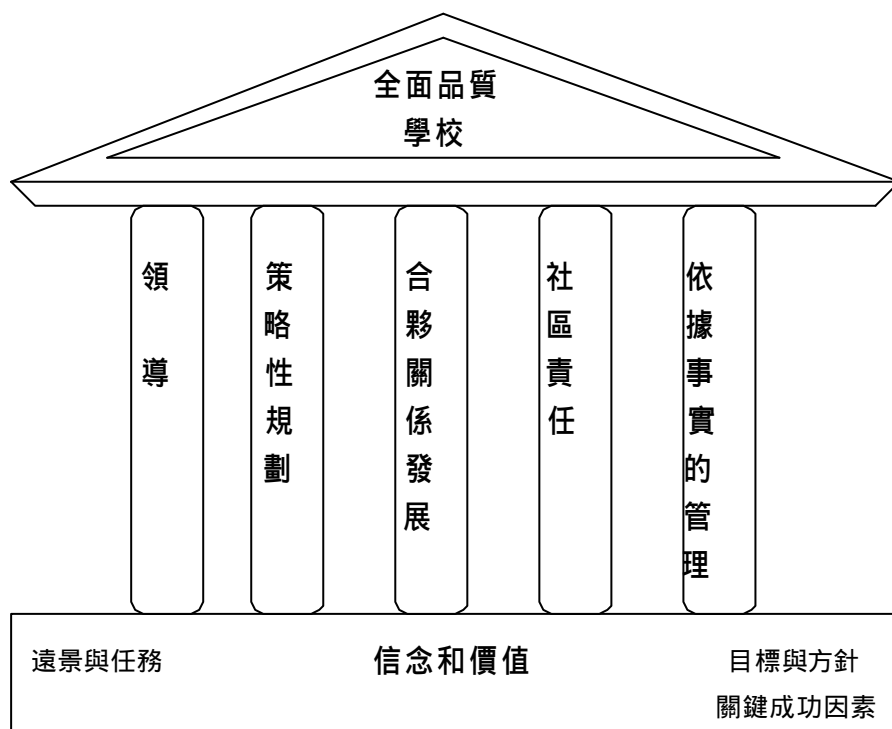 全面品質
學校
領導
策略性規劃
合夥關係發展
社區責任
依據事實的管理
遠景與任務
信念和價值
目標與方針
關鍵成功因素